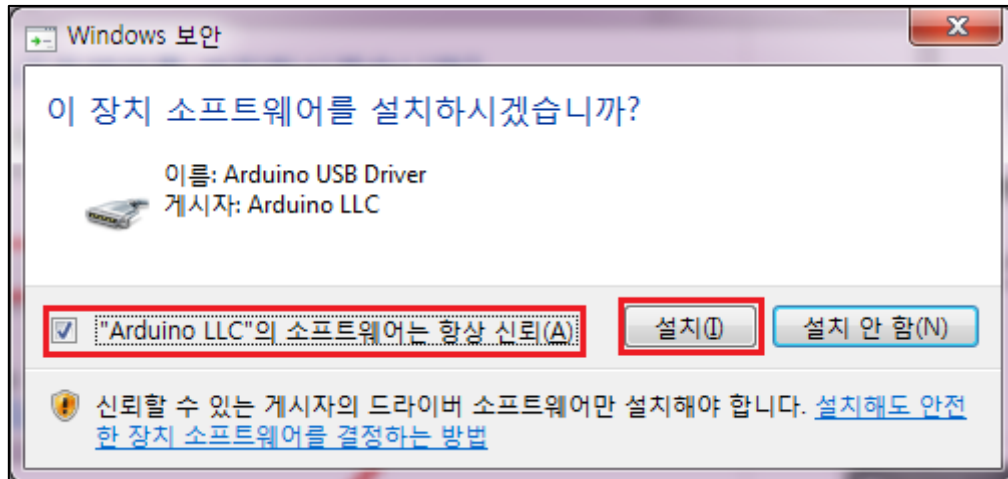 Windows 보안
이 장치 소프트웨어를 설치하시겠습니까?
이름: Arduino USB Driver
게시자: Arduino LLC
"Arduino LLC"의 소프트웨어는 항상 신뢰(A) 설치(I) 설치 안 함(N)
신뢰할 수 있는 게시자의 드라이버 소프트웨어만 설치해야 합니다. 설치해도 안전
한 장치 소프트웨어를 결정하는 방법